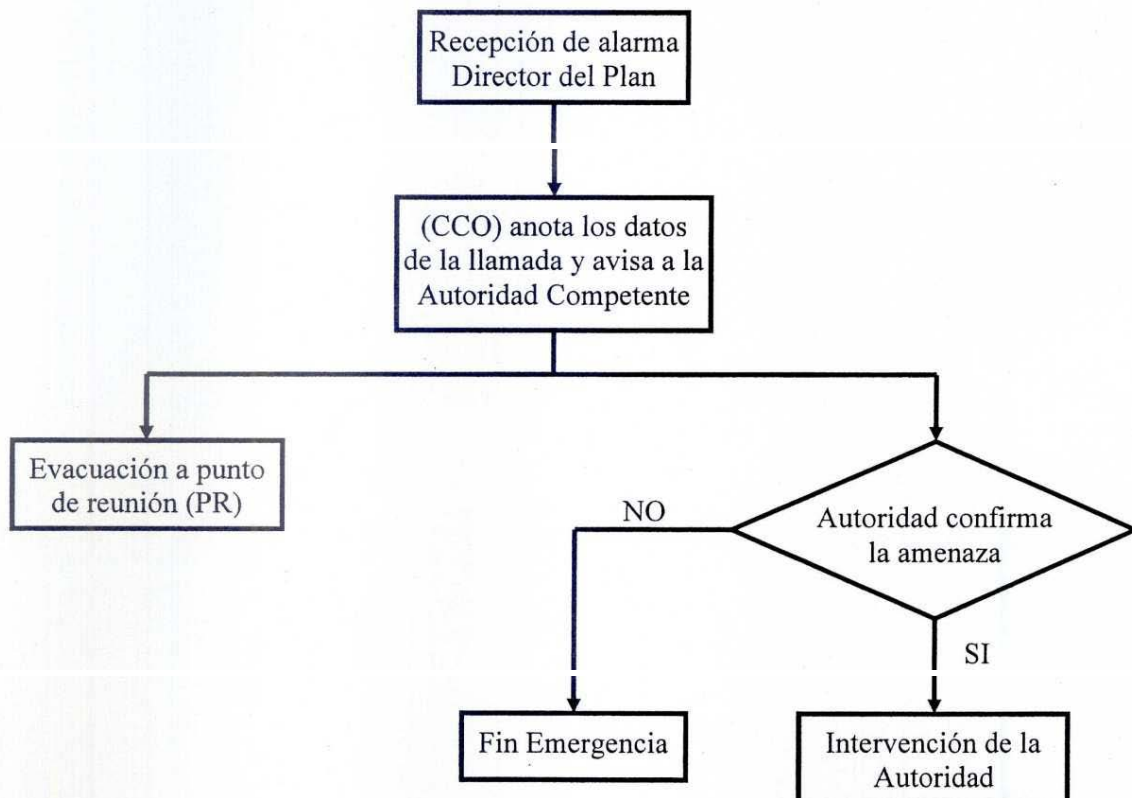 Recepción de alarma
Director del Plan
(CCO) anota los datos
de la llamada y avisa a la
Autoridad Competente
Evacuación a punto
de reunión (PR)
NO
Autoridad confirma
la amenaza
SI
Fin Emergencia
Intervención de la
Autoridad